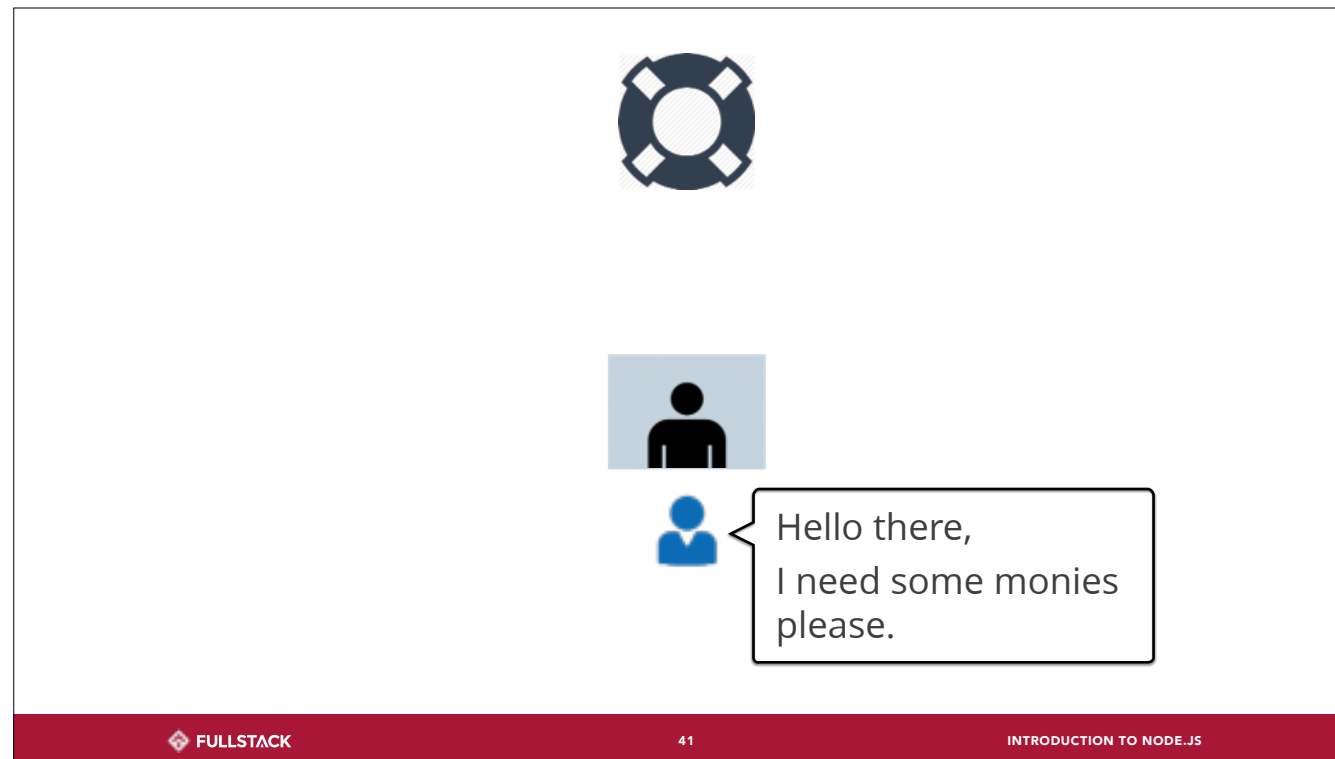 Hello there,
I need some monies
please.
FULLSTACK
41
INTRODUCTION TO NODE.JS